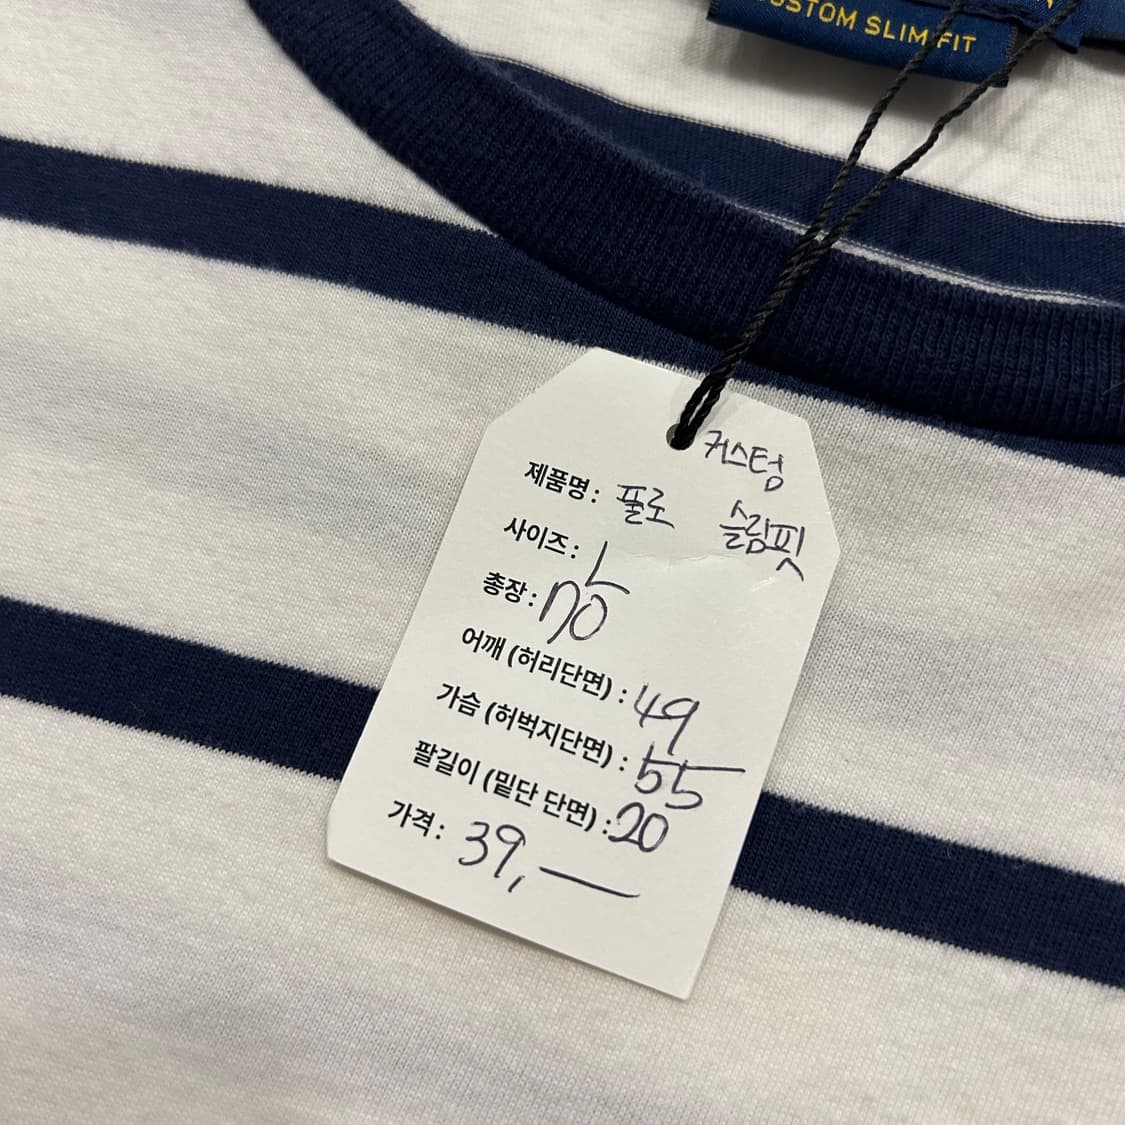 CUSTOM SLIM FIT
커스텀
제품명: 폴로 슬림핏
사이즈: L
총장: 70
어깨 (허리단면) : 49
가슴 (허벅지단면) : 55
팔길이 (밑단 단면) : 20
가격: 39,—